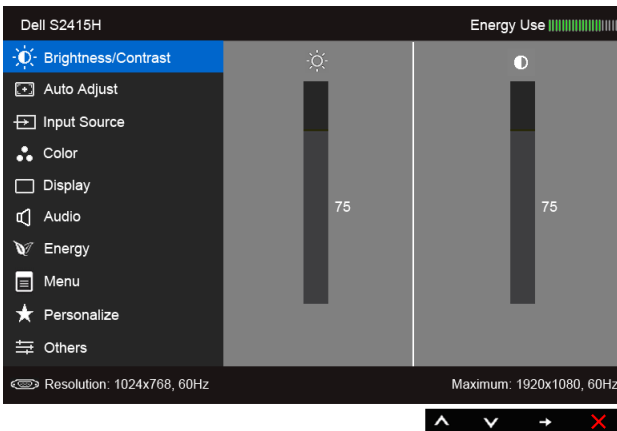 Dell S2415H
Energy Use
Brightness/Contrast
Auto Adjust
Input Source
Color
Display
Audio
Energy
Menu
Personalize
Others
75
75
Resolution: 1024x768, 60Hz
Maximum: 1920x1080, 60Hz